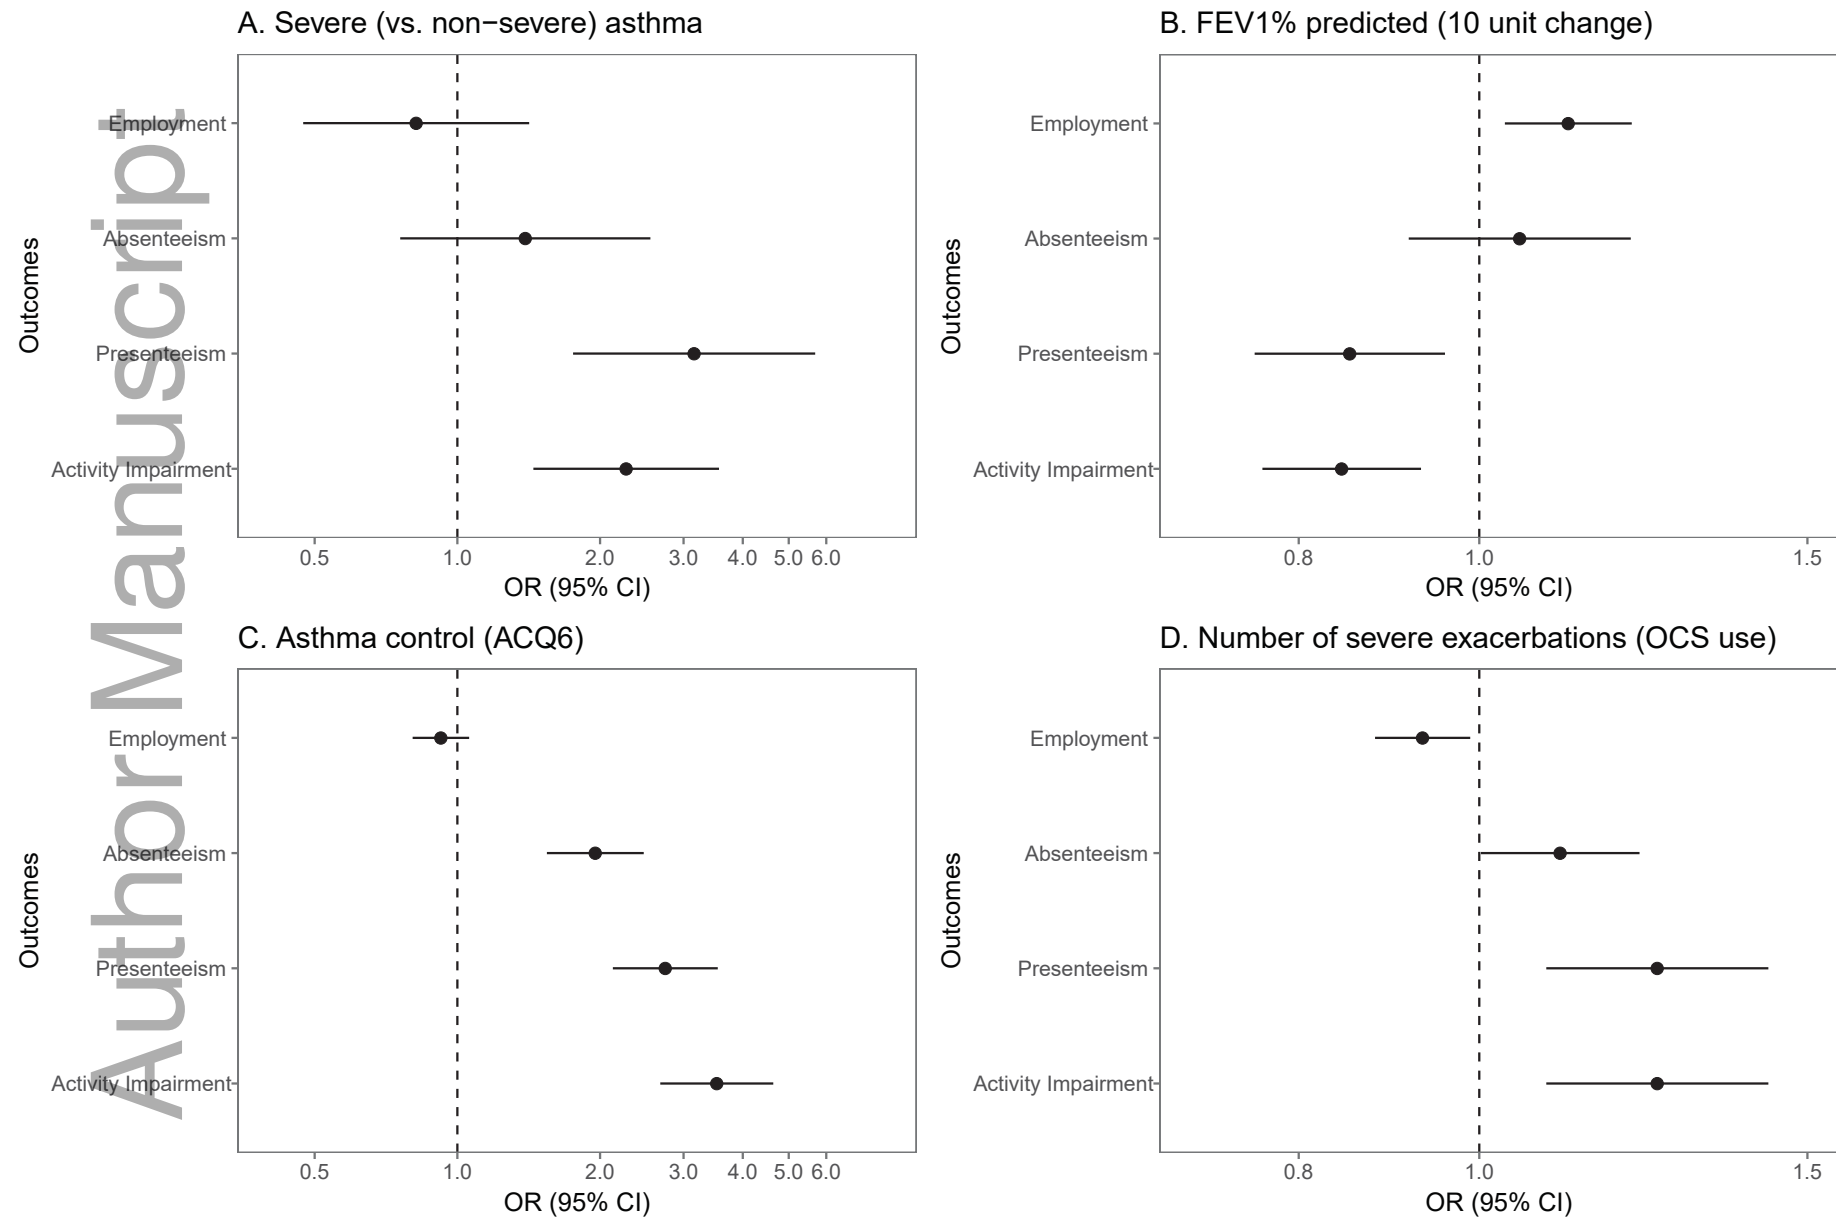 Author Manuscript
A. Severe (vs. non−severe) asthma
Outcomes
Employment
Absenteeism
Presenteeism
Activity Impairment
0.5 1.0 2.0 3.0 4.0 5.0 6.0
OR (95% CI)
B. FEV1% predicted (10 unit change)
Outcomes
Employment
Absenteeism
Presenteeism
Activity Impairment
0.8 1.0 1.5
OR (95% CI)
C. Asthma control (ACQ6)
Outcomes
Employment
Absenteeism
Presenteeism
Activity Impairment
0.5 1.0 2.0 3.0 4.0 5.0 6.0
OR (95% CI)
D. Number of severe exacerbations (OCS use)
Outcomes
Employment
Absenteeism
Presenteeism
Activity Impairment
0.8 1.0 1.5
OR (95% CI)